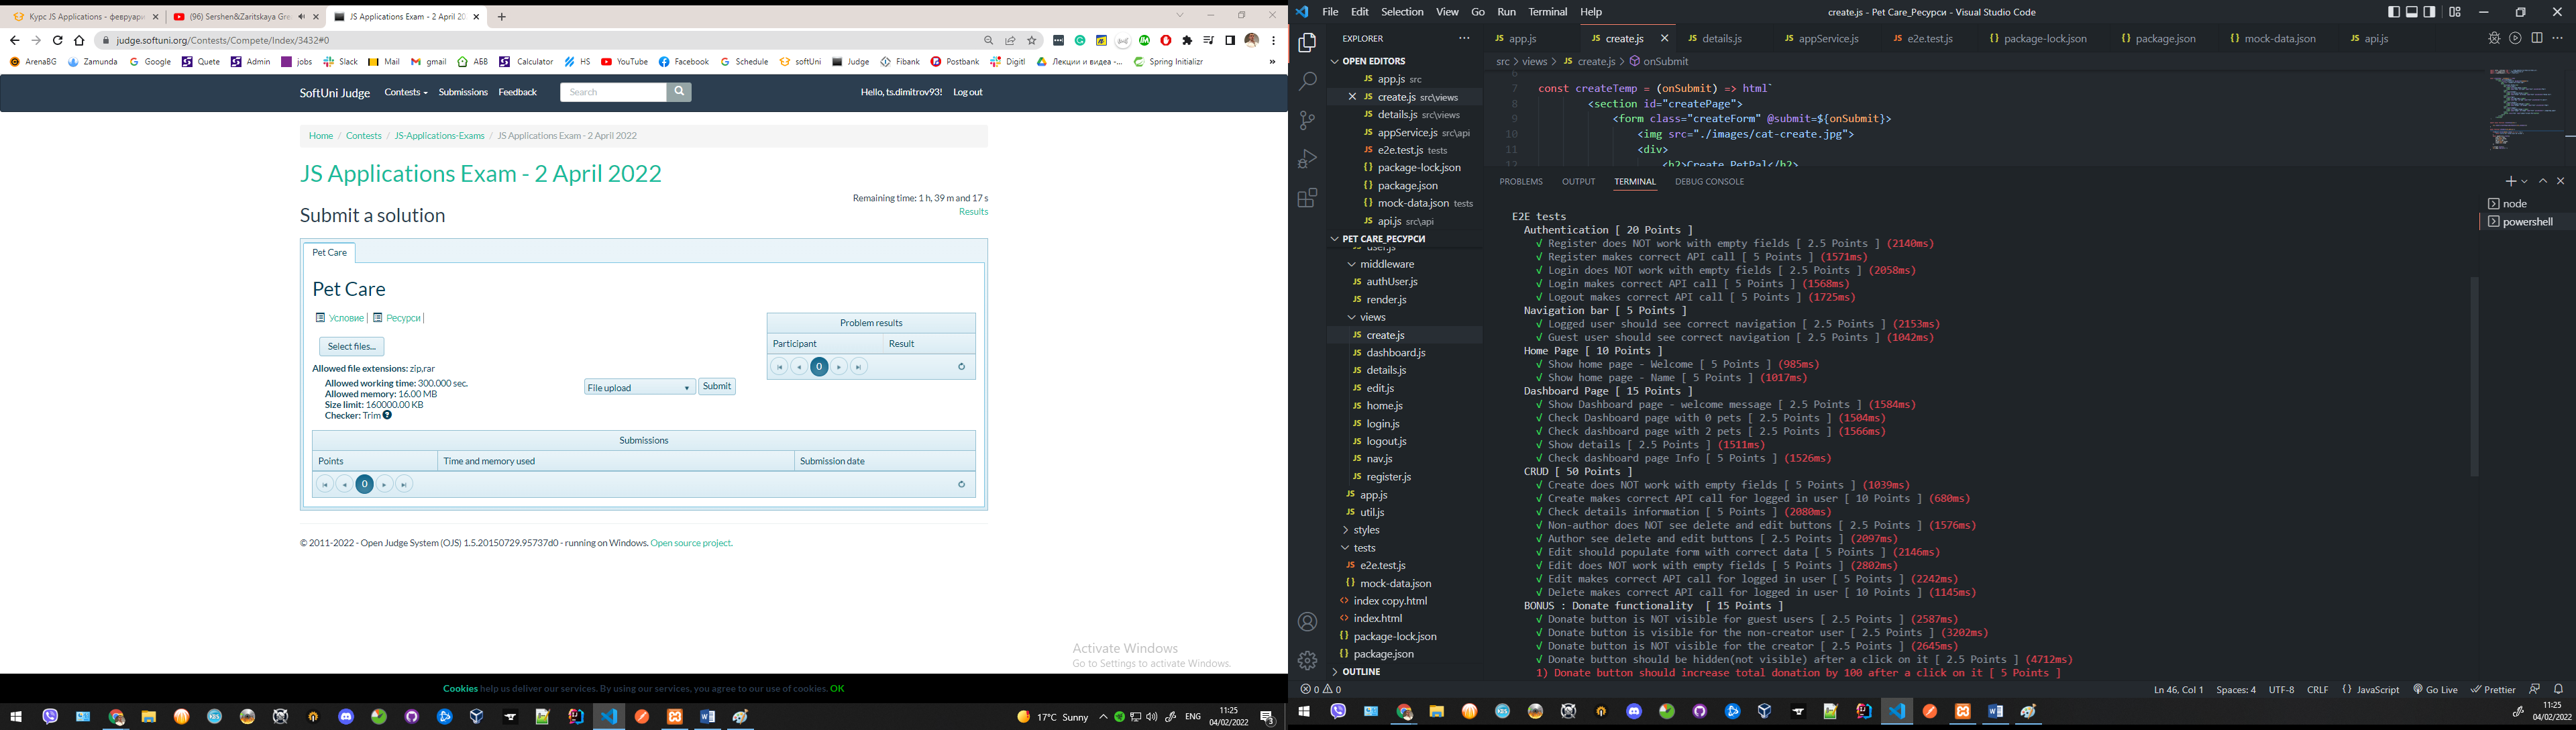 Курс JS Applications - февруари
(96) Sershen&Zaritskaya Gre
JS Applications Exam - 2 April 202
judge.softuni.org/Contests/Compete/Index/3432#0
ArenaBG
Zamunda
Google
Quete
Admin
jobs
Slack
Mail
gmail
АБВ
Calculator
HS
YouTube
Facebook
Schedule
softUni
Judge
Fibank
Postbank
Digitl
Лекции и видеа -...
Spring Initializr
SoftUni Judge
Contests
Submissions
Feedback
Search
Hello, ts.dimitrov93!
Log out
Home / Contests / JS-Applications-Exams / JS Applications Exam - 2 April 2022
JS Applications Exam - 2 April 2022
Remaining time: 1 h, 39 m and 17 s
Results
Submit a solution
Pet Care
Pet Care
Условие | Ресурси |
Select files...
Allowed file extensions: zip,rar
Allowed working time: 300.000 sec.
Allowed memory: 16.00 MB
Size limit: 160000.00 KB
Checker: Trim
File upload
Submit
Problem results
Participant Result
0
Submissions
Points Time and memory used Submission date
0
© 2011-2022 - Open Judge System (OJS) 1.5.20150729.95737d0 - running on Windows. Open source project.
Activate Windows
Go to Settings to activate Windows.
Cookies help us deliver our services. By using our services, you agree to our use of cookies. OK
17°C Sunny
ENG
11:25
04/02/2022
3
File Edit Selection View Go Run Terminal Help
create.js - Pet Care_Ресурси - Visual Studio Code
EXPLORER
OPEN EDITORS
JS app.js src
JS create.js src\views
JS details.js src\views
JS appService.js src\api
JS e2e.test.js tests
{} package-lock.json
{} package.json
{} mock-data.json tests
JS api.js src\api
PET CARE_РЕСУРСИ
JS user.js
middleware
JS authUser.js
JS render.js
views
JS create.js
JS dashboard.js
JS details.js
JS edit.js
JS home.js
JS login.js
JS logout.js
JS nav.js
JS register.js
JS app.js
JS util.js
styles
tests
JS e2e.test.js
{} mock-data.json
<> index copy.html
<> index.html
{} package-lock.json
{} package.json
OUTLINE
JS app.js
JS create.js
JS details.js
JS appService.js
JS e2e.test.js
{} package-lock.json
{} package.json
{} mock-data.json
JS api.js
src > views > JS create.js > onSubmit
6
7 const createTemp = (onSubmit) => html`
8 <section id="createPage">
9 <form class="createForm" @submit=${onSubmit}>
10 <img src="./images/cat-create.jpg">
11 <div>
12 <h2>Create PetPal</h2>
PROBLEMS OUTPUT TERMINAL DEBUG CONSOLE
node
powershell
E2E tests
Authentication [ 20 Points ]
√ Register does NOT work with empty fields [ 2.5 Points ] (2140ms)
√ Register makes correct API call [ 5 Points ] (1571ms)
√ Login does NOT work with empty fields [ 2.5 Points ] (2058ms)
√ Login makes correct API call [ 5 Points ] (1568ms)
√ Logout makes correct API call [ 5 Points ] (1725ms)
Navigation bar [ 5 Points ]
√ Logged user should see correct navigation [ 2.5 Points ] (2153ms)
√ Guest user should see correct navigation [ 2.5 Points ] (1042ms)
Home Page [ 10 Points ]
√ Show home page - Welcome [ 5 Points ] (985ms)
√ Show home page - Name [ 5 Points ] (1017ms)
Dashboard Page [ 15 Points ]
√ Show Dashboard page - welcome message [ 2.5 Points ] (1584ms)
√ Check Dashboard page with 0 pets [ 2.5 Points ] (1504ms)
√ Check dashboard page with 2 pets [ 2.5 Points ] (1566ms)
√ Show details [ 2.5 Points ] (1511ms)
√ Check dashboard page Info [ 5 Points ] (1526ms)
CRUD [ 50 Points ]
√ Create does NOT work with empty fields [ 5 Points ] (1039ms)
√ Create makes correct API call for logged in user [ 10 Points ] (680ms)
√ Check details information [ 5 Points ] (2080ms)
√ Non-author does NOT see delete and edit buttons [ 2.5 Points ] (1576ms)
√ Author see delete and edit buttons [ 2.5 Points ] (2097ms)
√ Edit should populate form with correct data [ 5 Points ] (2146ms)
√ Edit does NOT work with empty fields [ 5 Points ] (2802ms)
√ Edit makes correct API call for logged in user [ 5 Points ] (2242ms)
√ Delete makes correct API call for logged in user [ 10 Points ] (1145ms)
BONUS : Donate functionality [ 15 Points ]
√ Donate button is NOT visible for guest users [ 2.5 Points ] (2587ms)
√ Donate button is visible for the non-creator user [ 2.5 Points ] (3202ms)
√ Donate button is NOT visible for the creator [ 2.5 Points ] (2645ms)
√ Donate button should be hidden(not visible) after a click on it [ 2.5 Points ] (4712ms)
1) Donate button should increase total donation by 100 after a click on it [ 5 Points ]
0 0
Ln 46, Col 1 Spaces: 4 UTF-8 CRLF {} JavaScript Go Live Prettier
11:25
04/02/2022